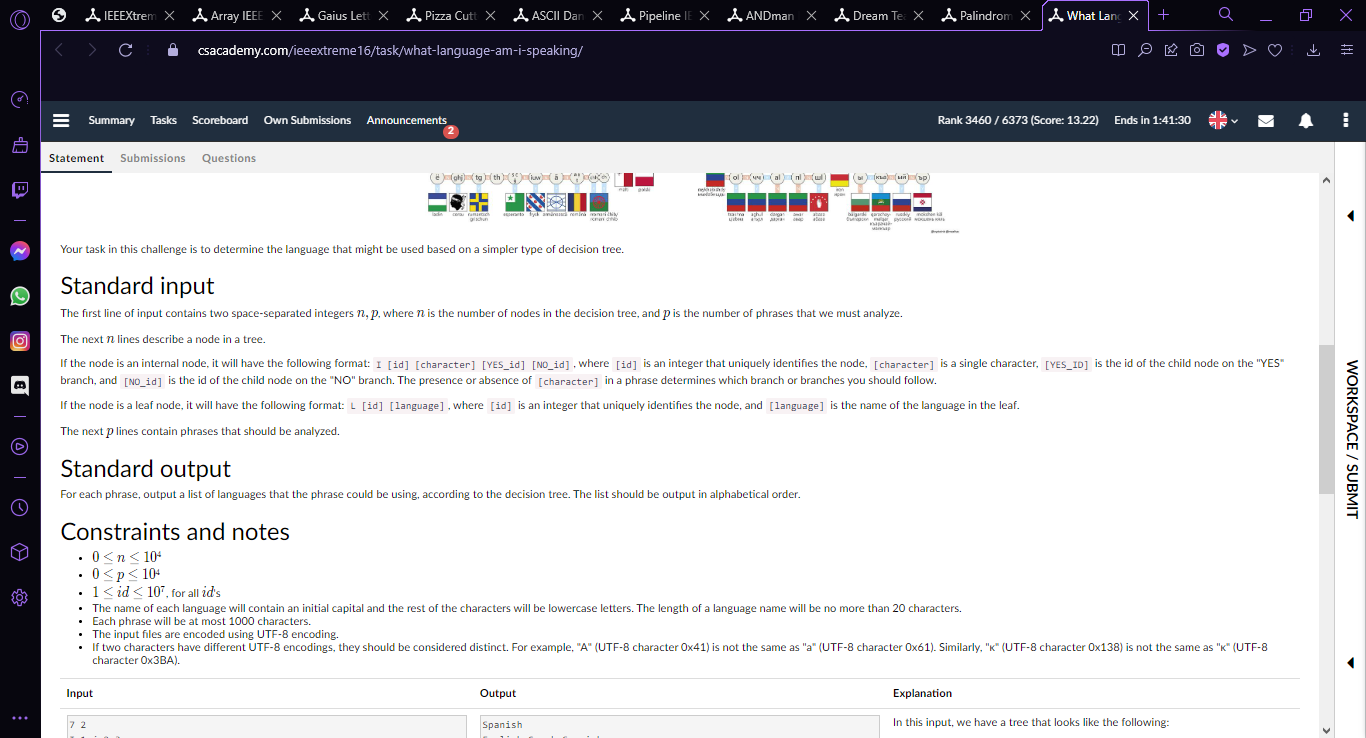 IEEEXtrem Array IEEE Gaius Lett Pizza Cutt ASCII Dan Pipeline IE ANDman Dream Te Palindrom What Lang
csacademy.com/ieeextreme16/task/what-language-am-i-speaking/
Summary Tasks Scoreboard Own Submissions Announcements 2 Rank 3460 / 6373 (Score: 13.22) Ends in 1:41:30
Statement Submissions Questions
Your task in this challenge is to determine the language that might be used based on a simpler type of decision tree.
Standard input
The first line of input contains two space-separated integers n, p, where n is the number of nodes in the decision tree, and p is the number of phrases that we must analyze.
The next n lines describe a node in a tree.
If the node is an internal node, it will have the following format: I [id] [character] [YES_id] [NO_id], where [id] is an integer that uniquely identifies the node, [character] is a single character, [YES_ID] is the id of the child node on the "YES"
branch, and [NO_id] is the id of the child node on the "NO" branch. The presence or absence of [character] in a phrase determines which branch or branches you should follow.
If the node is a leaf node, it will have the following format: L [id] [language], where [id] is an integer that uniquely identifies the node, and [language] is the name of the language in the leaf.
The next p lines contain phrases that should be analyzed.
Standard output
For each phrase, output a list of languages that the phrase could be using, according to the decision tree. The list should be output in alphabetical order.
Constraints and notes
• 0 ≤ n ≤ 10⁴
• 0 ≤ p ≤ 10⁴
• 1 ≤ id ≤ 10⁷, for all id's
• The name of each language will contain an initial capital and the rest of the characters will be lowercase letters. The length of a language name will be no more than 20 characters.
• Each phrase will be at most 1000 characters.
• The input files are encoded using UTF-8 encoding.
• If two characters have different UTF-8 encodings, they should be considered distinct. For example, "A" (UTF-8 character 0x41) is not the same as "a" (UTF-8 character 0x61). Similarly, "ĸ" (UTF-8 character 0x138) is not the same as "κ" (UTF-8
character 0x3BA).
Input Output Explanation
7 2
Spanish
In this input, we have a tree that looks like the following:
WORKSPACE / SUBMIT